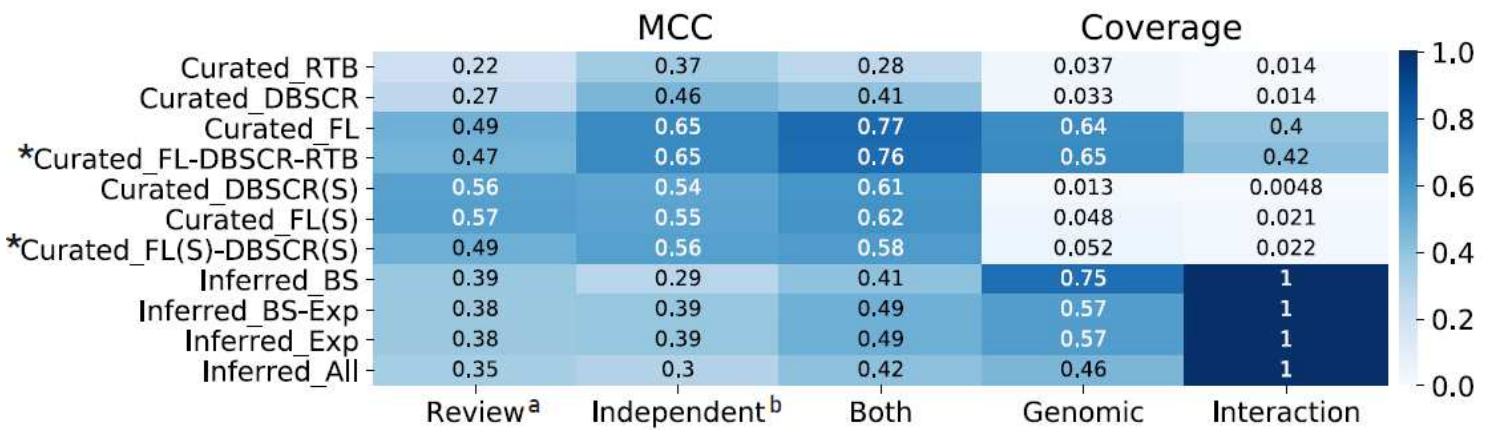 MCC Coverage
Curated_RTB 0.22 0.37 0.28 0.037 0.014 1.0
Curated_DBSCR 0.27 0.46 0.41 0.033 0.014
Curated_FL 0.49 0.65 0.77 0.64 0.4 0.8
*Curated_FL-DBSCR-RTB 0.47 0.65 0.76 0.65 0.42
Curated_DBSCR(S) 0.56 0.54 0.61 0.013 0.0048 0.6
Curated_FL(S) 0.57 0.55 0.62 0.048 0.021
*Curated_FL(S)-DBSCR(S) 0.49 0.56 0.58 0.052 0.022 0.4
Inferred_BS 0.39 0.29 0.41 0.75 1
Inferred_BS-Exp 0.38 0.39 0.49 0.57 1 0.2
Inferred_Exp 0.38 0.39 0.49 0.57 1
Inferred_All 0.35 0.3 0.42 0.46 1 0.0
Review a Independent b Both Genomic Interaction